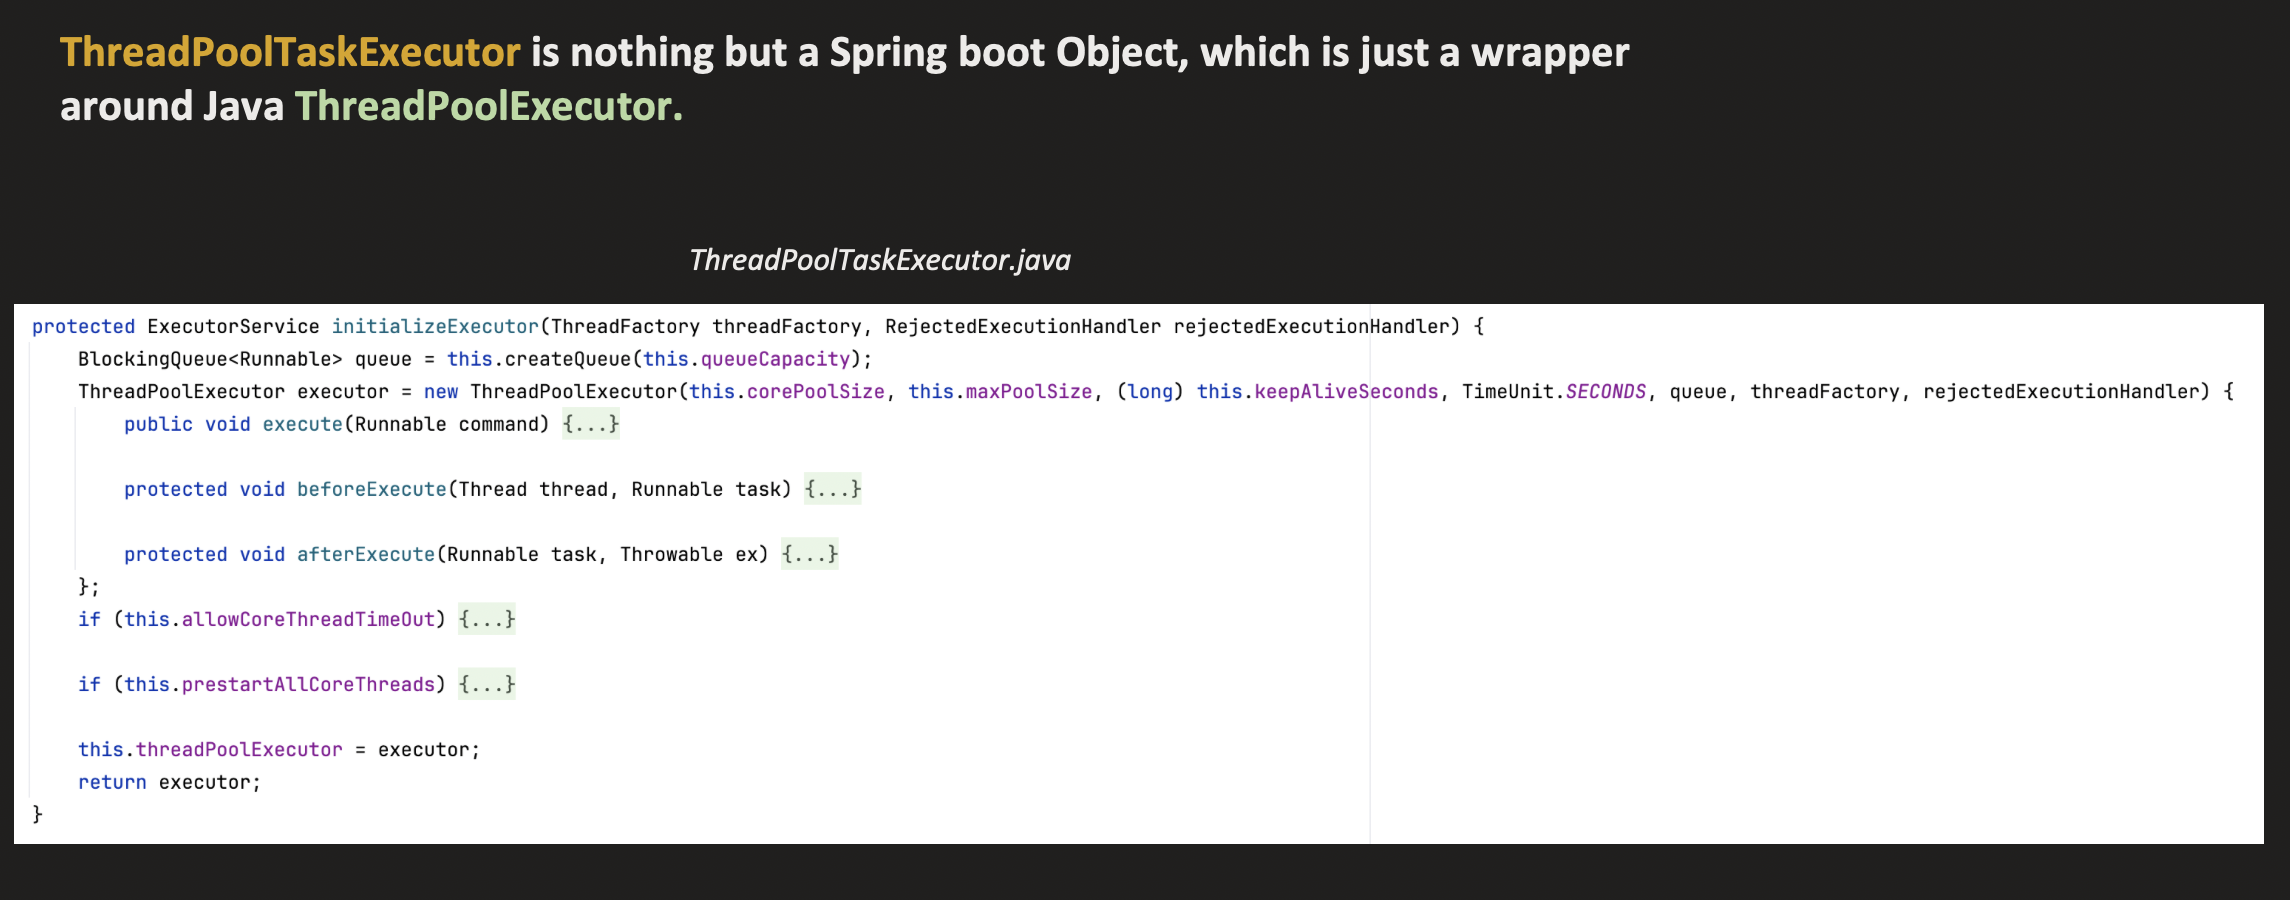 ThreadPoolTaskExecutor is nothing but a Spring boot Object, which is just a wrapper
around Java ThreadPoolExecutor.
ThreadPoolTaskExecutor.java
protected ExecutorService initializeExecutor(ThreadFactory threadFactory, RejectedExecutionHandler rejectedExecutionHandler) {
    BlockingQueue<Runnable> queue = this.createQueue(this.queueCapacity);
    ThreadPoolExecutor executor = new ThreadPoolExecutor(this.corePoolSize, this.maxPoolSize, (long) this.keepAliveSeconds, TimeUnit.SECONDS, queue, threadFactory, rejectedExecutionHandler) {
        public void execute(Runnable command) {...}
        protected void beforeExecute(Thread thread, Runnable task) {...}
        protected void afterExecute(Runnable task, Throwable ex) {...}
    };
    if (this.allowCoreThreadTimeOut) {...}
    if (this.prestartAllCoreThreads) {...}
    this.threadPoolExecutor = executor;
    return executor;
}